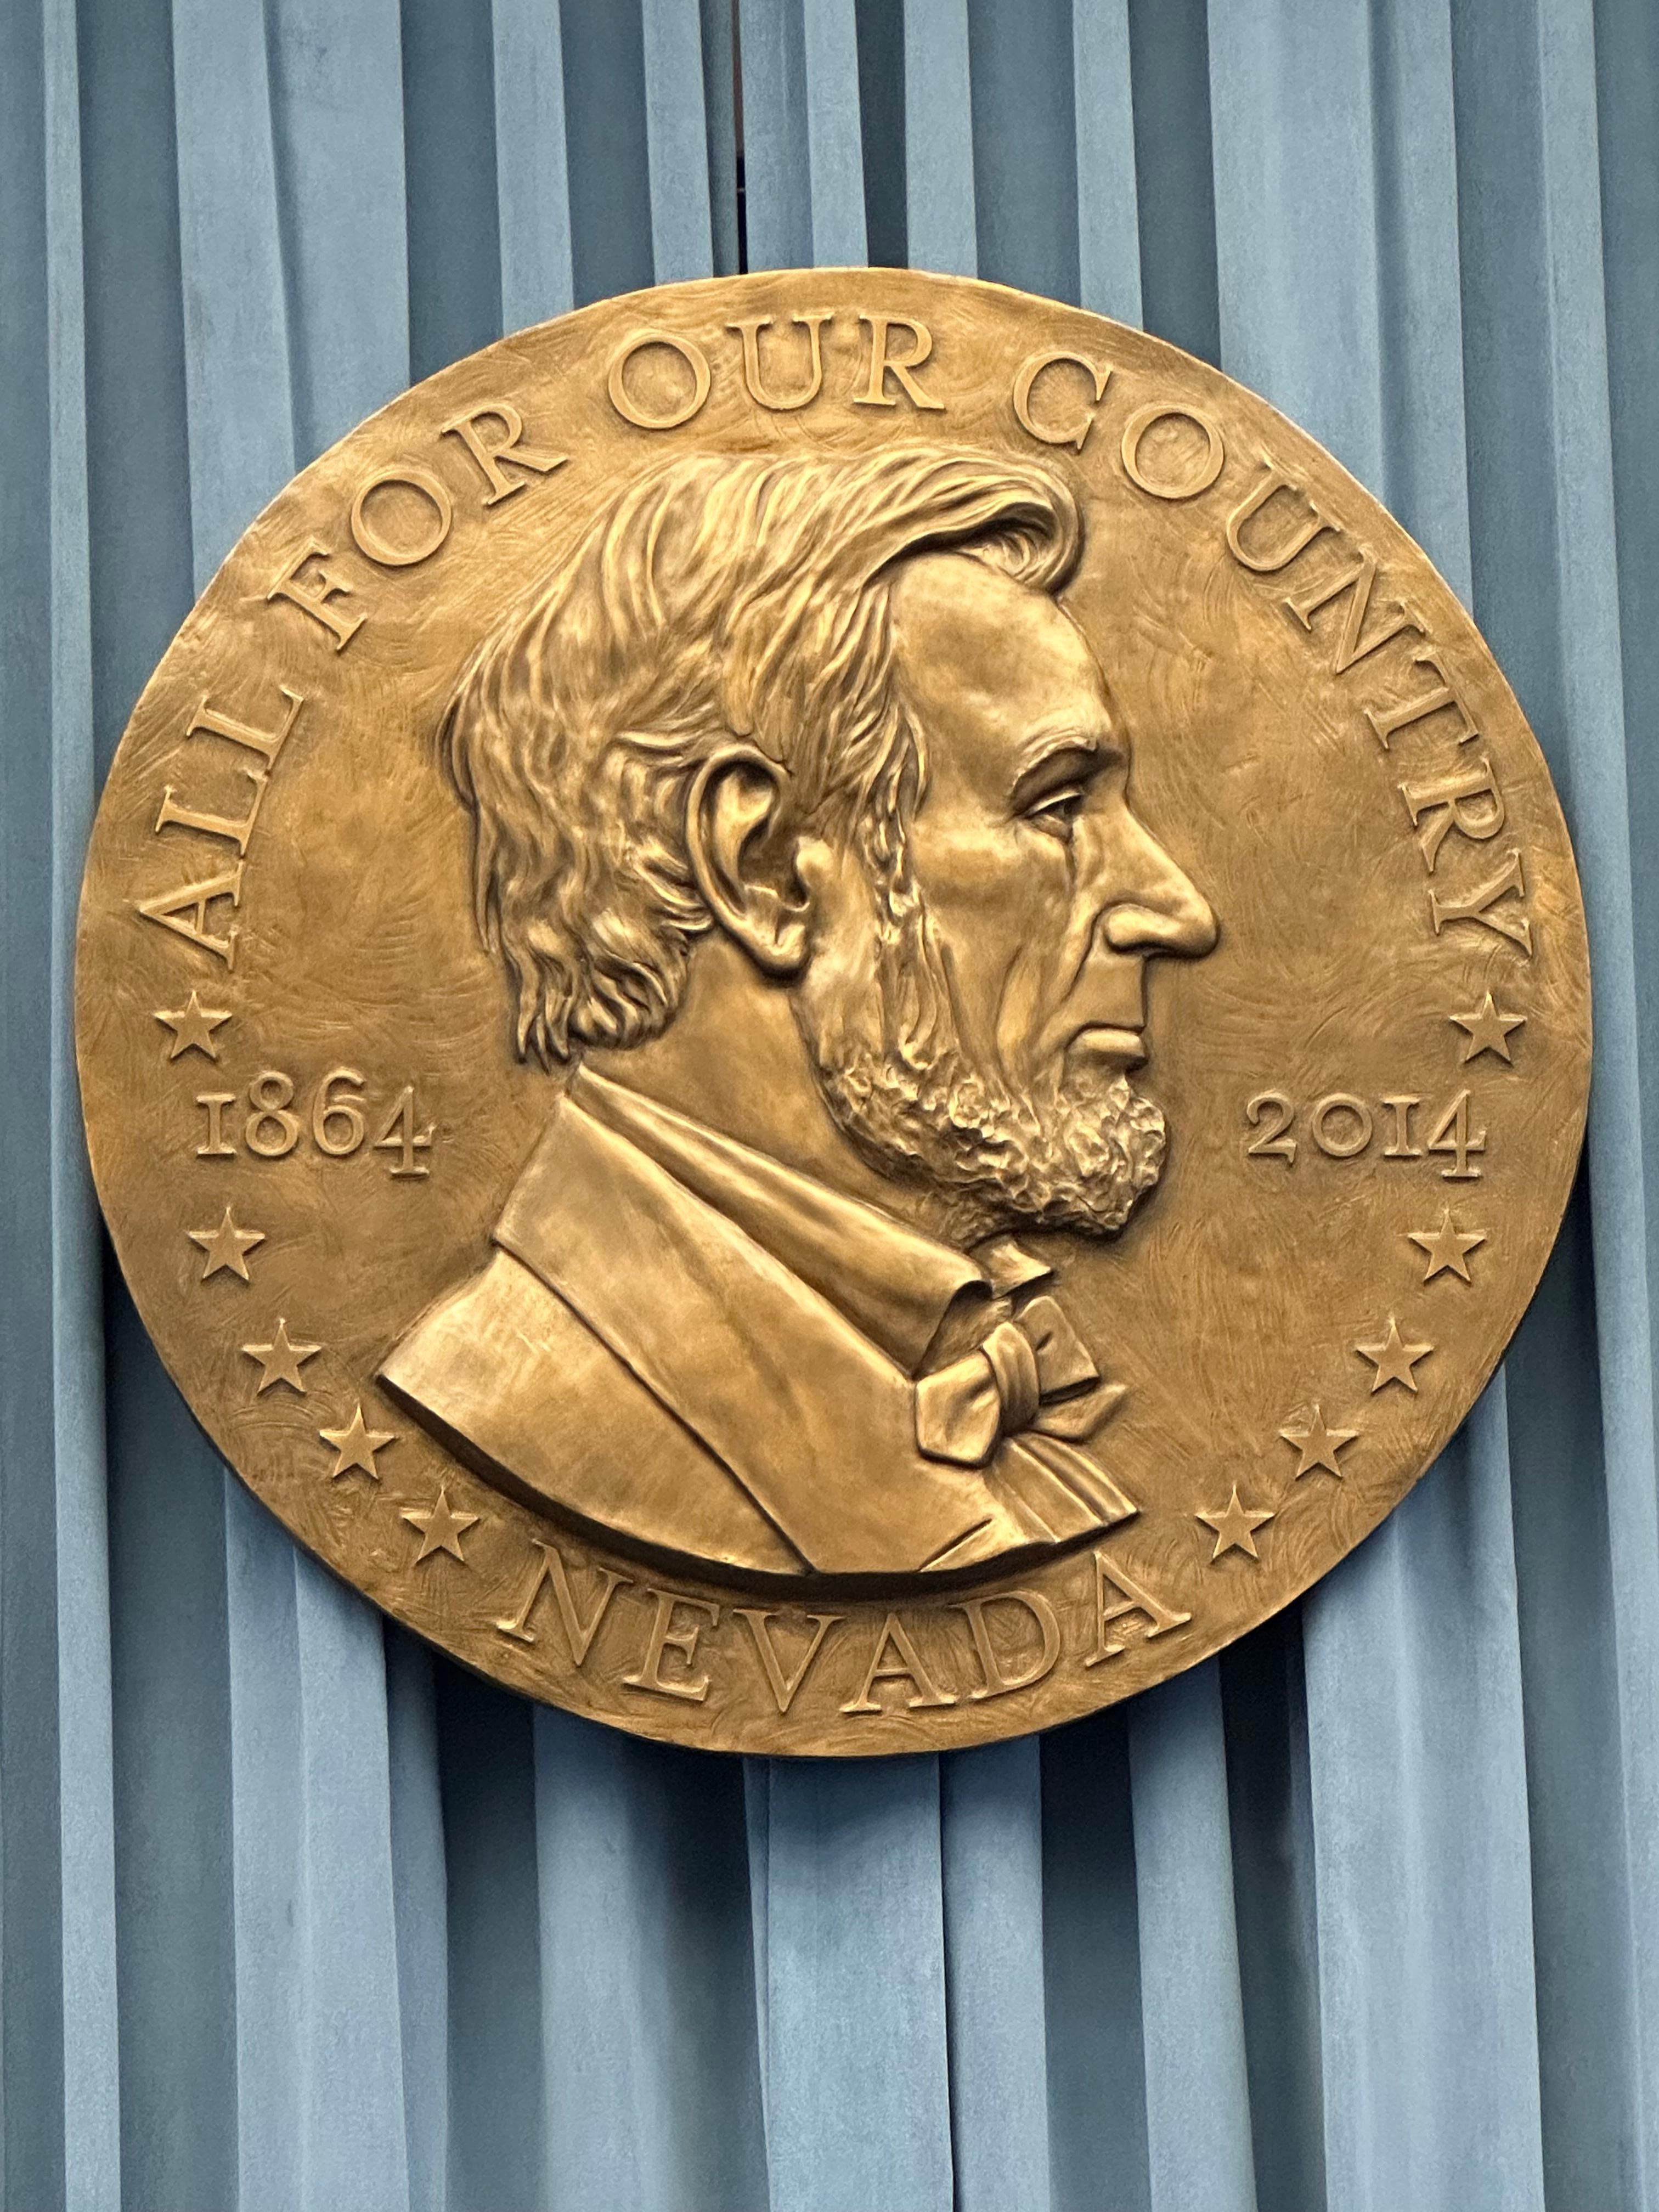 ALL FOR OUR COUNTRY
1864
2014
NEVADA